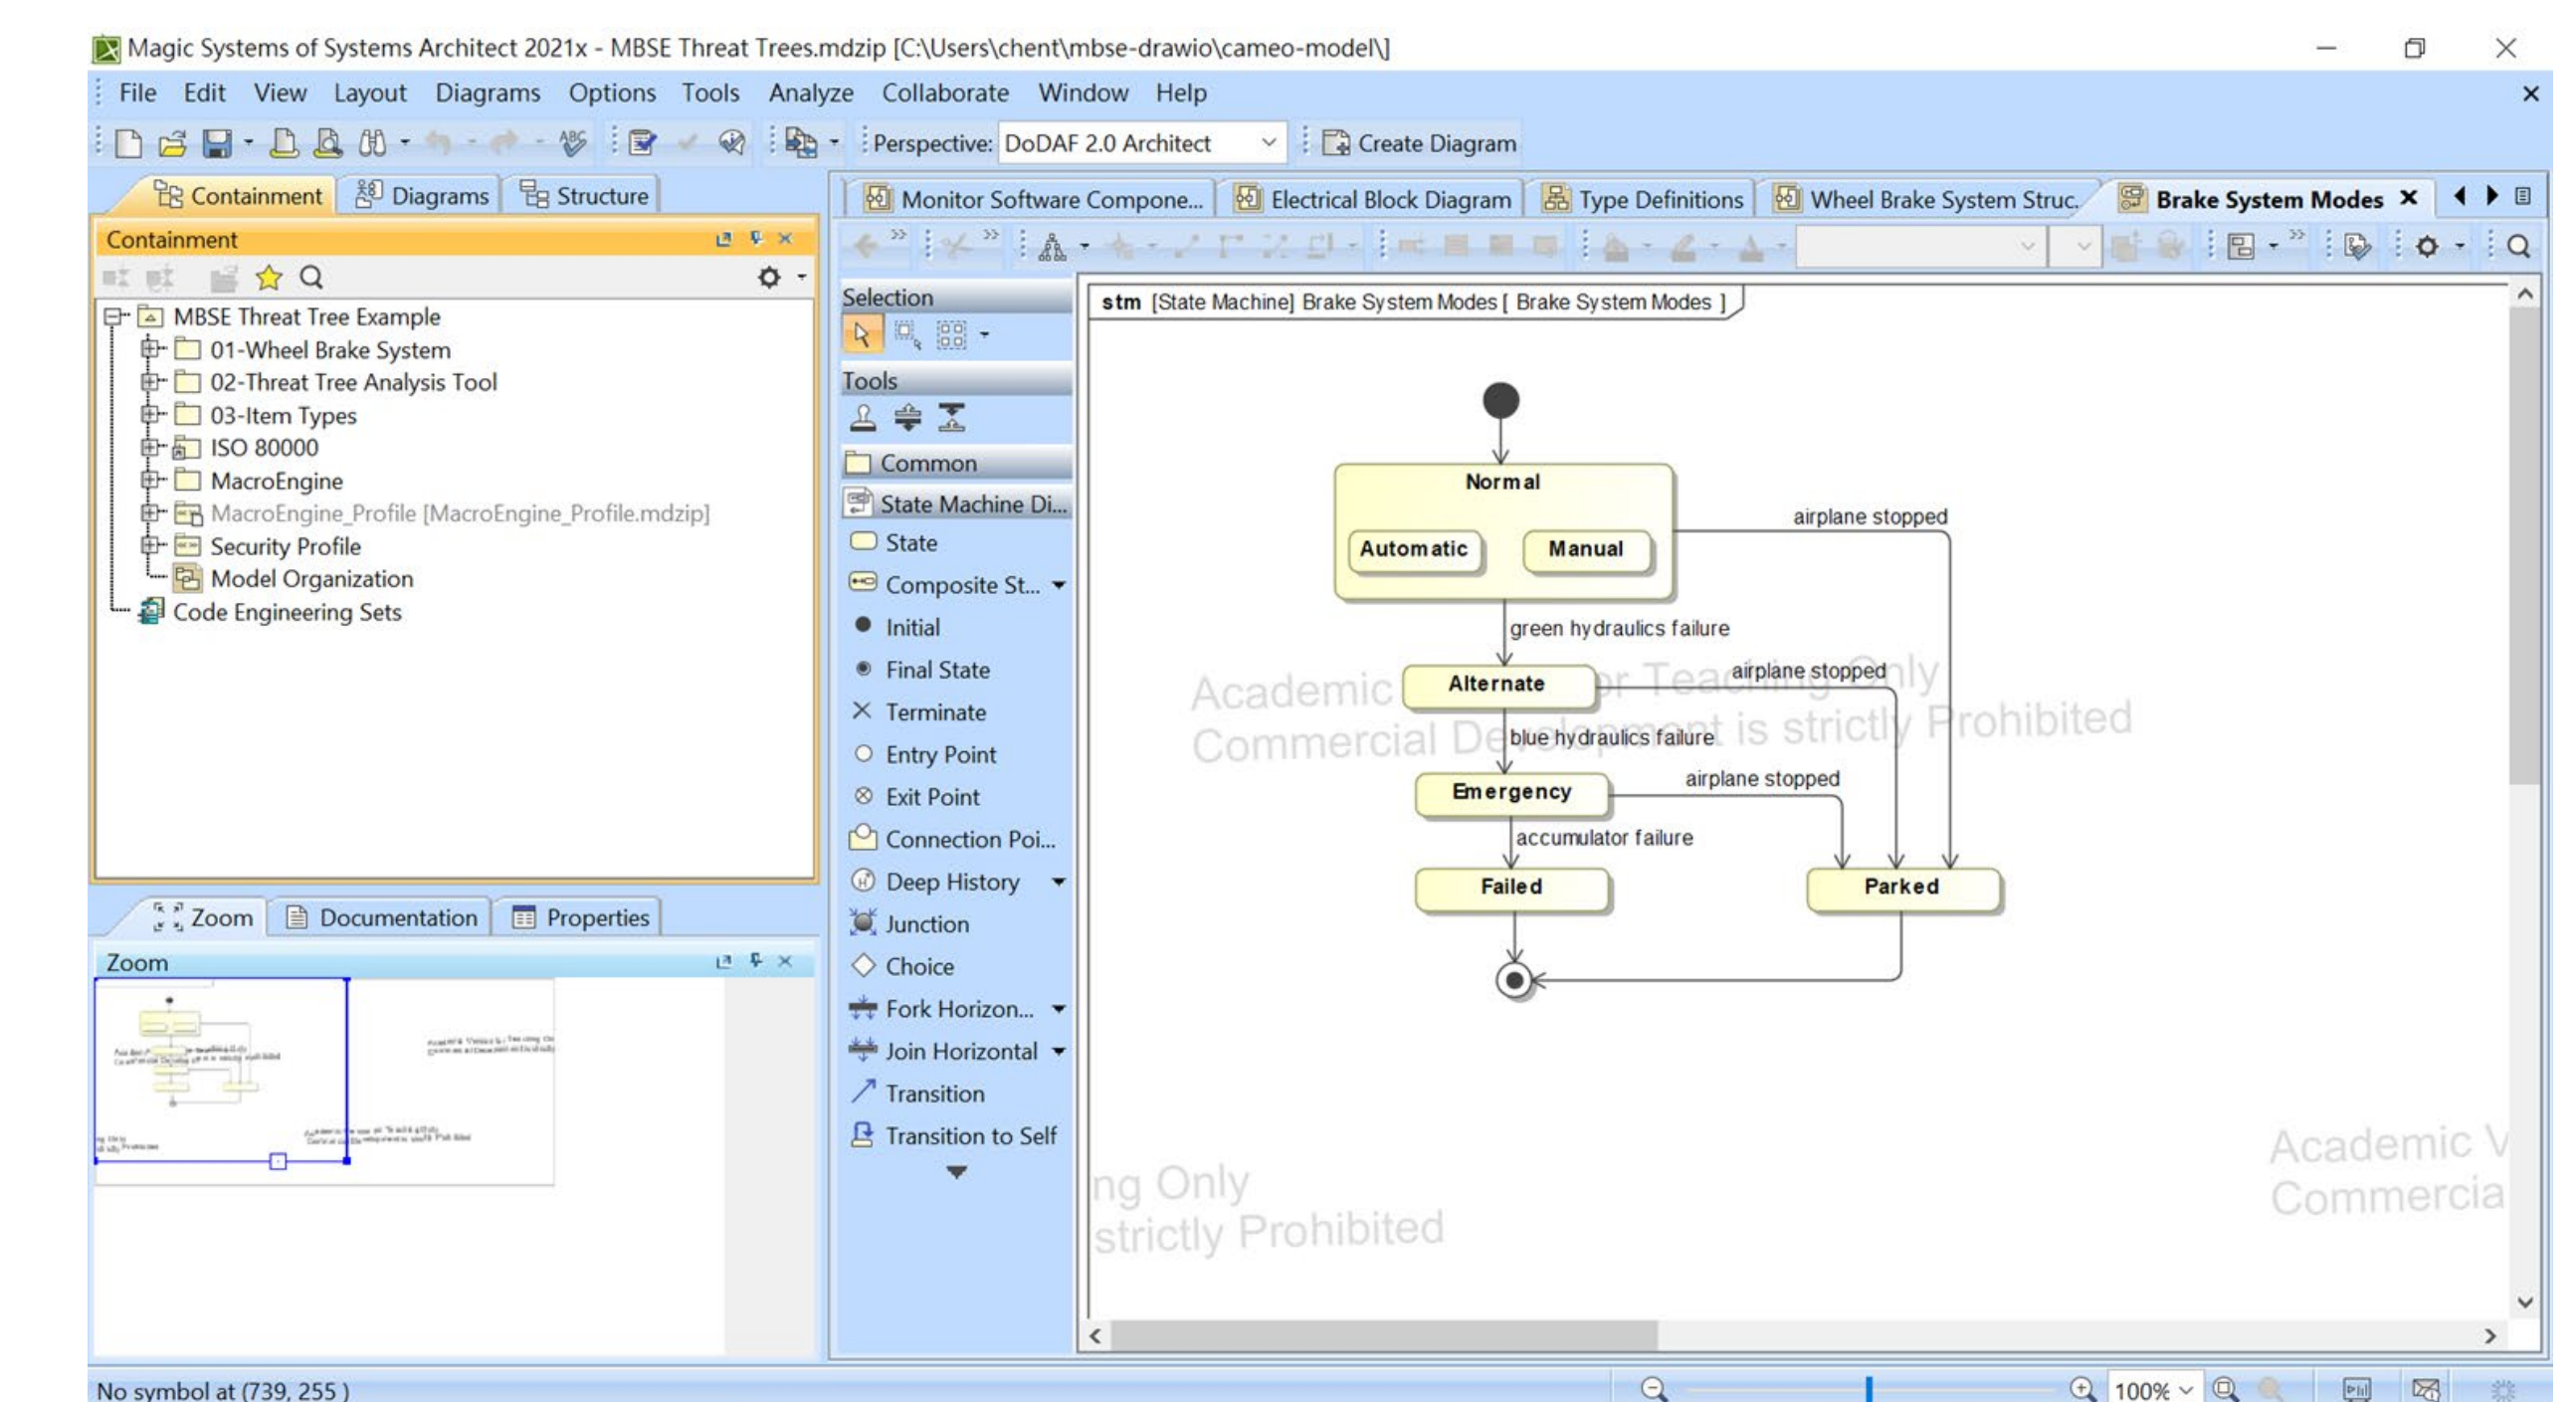 Magic Systems of Systems Architect 2021x - MBSE Threat Trees.mdzip [C:\Users\chent\mbse-drawio\cameo-model\]
File Edit View Layout Diagrams Options Tools Analyze Collaborate Window Help
Perspective: DoDAF 2.0 Architect Create Diagram
Containment Diagrams Structure
Containment
MBSE Threat Tree Example
01-Wheel Brake System
02-Threat Tree Analysis Tool
03-Item Types
ISO 80000
MacroEngine
MacroEngine_Profile [MacroEngine_Profile.mdzip]
Security Profile
Model Organization
Code Engineering Sets
Zoom Documentation Properties
Zoom
Monitor Software Compone... Electrical Block Diagram Type Definitions Wheel Brake System Struc. Brake System Modes
Selection
Tools
Common
State Machine Di...
State
Composite St...
Initial
Final State
Terminate
Entry Point
Exit Point
Connection Poi...
Deep History
Junction
Choice
Fork Horizon...
Join Horizontal
Transition
Transition to Self
stm [State Machine] Brake System Modes [ Brake System Modes ]
Normal
Automatic Manual
airplane stopped
green hydraulics failure
Alternate
airplane stopped
blue hydraulics failure
Emergency
airplane stopped
accumulator failure
Failed
Parked
Academic or Teaching Only
Commercial Development is strictly Prohibited
ng Only
strictly Prohibited
Academic V
Commercia
No symbol at (739, 255 )
100%